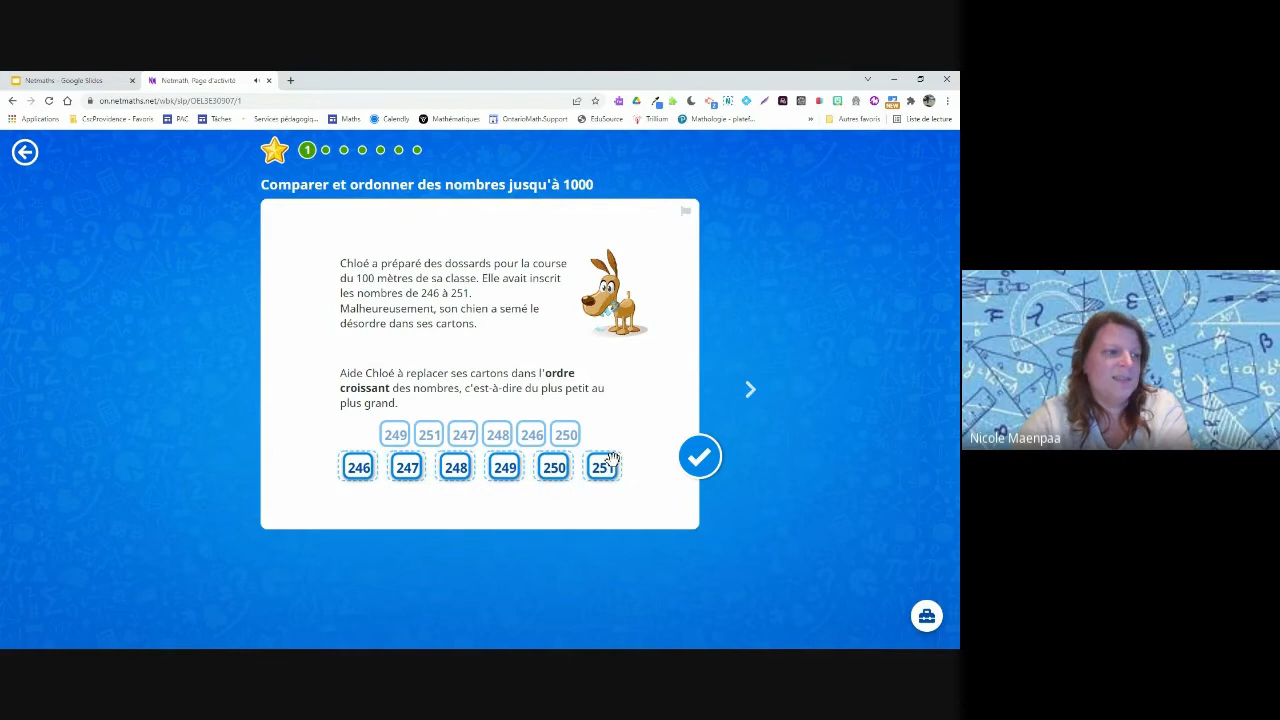 Netmaths - Google Slides
Netmath, Page d'activité
on.netmaths.net/wbk/slp/OEL3E30907/1
Applications
CscProvidence - Favoris
PAC
Tâches
Services pédagogiq...
Maths
Calendly
Mathématiques
OntarioMath.Support
EduSource
Trillium
Mathologie - platef...
Autres favoris
Liste de lecture
NEW
1
Comparer et ordonner des nombres jusqu'à 1000
Chloé a préparé des dossards pour la course
du 100 mètres de sa classe. Elle avait inscrit
les nombres de 246 à 251.
Malheureusement, son chien a semé le
désordre dans ses cartons.
Aide Chloé à replacer ses cartons dans l'ordre
croissant des nombres, c'est-à-dire du plus petit au
plus grand.
249 251 247 248 246 250
246 247 248 249 250 251
Nicole Maenpaa